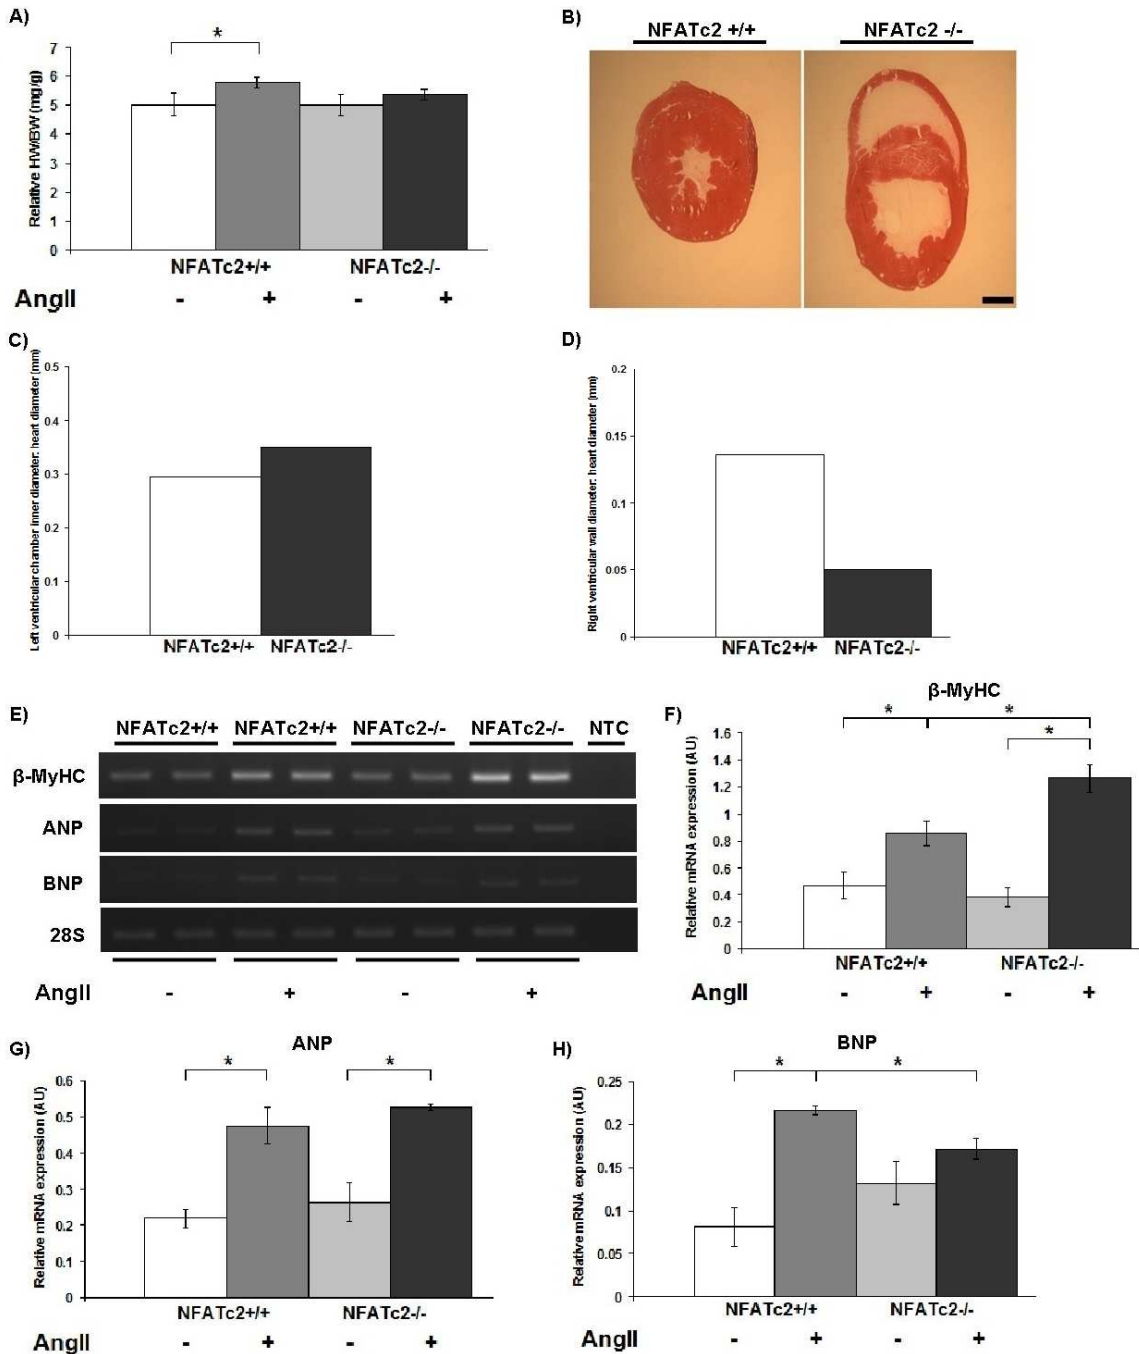 A)
Relative HW/BW (mg/g)
7
6
5
4
3
2
1
0
*
NFATc2+/+ NFATc2-/-
AngII - + - +
B)
NFATc2 +/+ NFATc2 -/-
C)
Left ventricular chamber inner diameter: heart diameter (mm)
0.5
0.4
0.3
0.2
0.1
0
NFATc2+/+ NFATc2-/-
D)
Right ventricular wall diameter: heart diameter (mm)
0.2
0.15
0.1
0.05
0
NFATc2+/+ NFATc2-/-
E)
NFATc2+/+ NFATc2+/+ NFATc2-/- NFATc2-/- NTC
β-MyHC
ANP
BNP
28S
AngII - + - +
F)
β-MyHC
Relative mRNA expression (AU)
1.6
1.4
1.2
1
0.8
0.6
0.4
0.2
0
* *
*
NFATc2+/+ NFATc2-/-
AngII - + - +
G)
ANP
Relative mRNA expression (AU)
0.6
0.5
0.4
0.3
0.2
0.1
0
* *
NFATc2+/+ NFATc2-/-
AngII - + - +
H)
BNP
Relative mRNA expression (AU)
0.25
0.2
0.15
0.1
0.05
0
* *
NFATc2+/+ NFATc2-/-
AngII - + - +